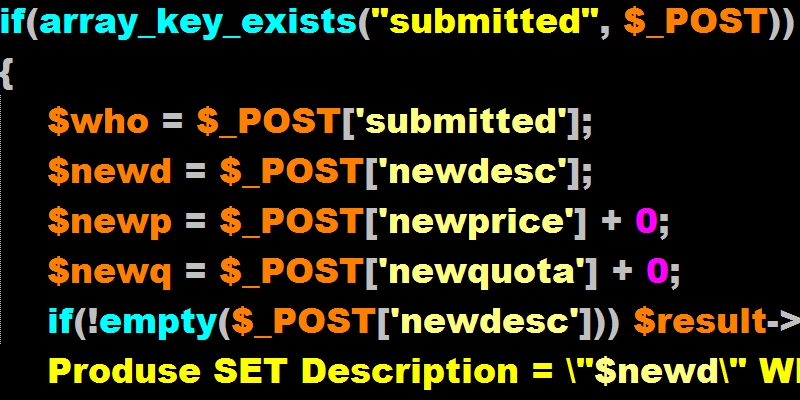 if(array_key_exists("submitted", $_POST))
{
$who = $_POST['submitted'];
$newd = $_POST['newdesc'];
$newp = $_POST['newprice'] + 0;
$newq = $_POST['newquota'] + 0;
if(!empty($_POST['newdesc'])) $result->
Produse SET Description = \"$newd\" W